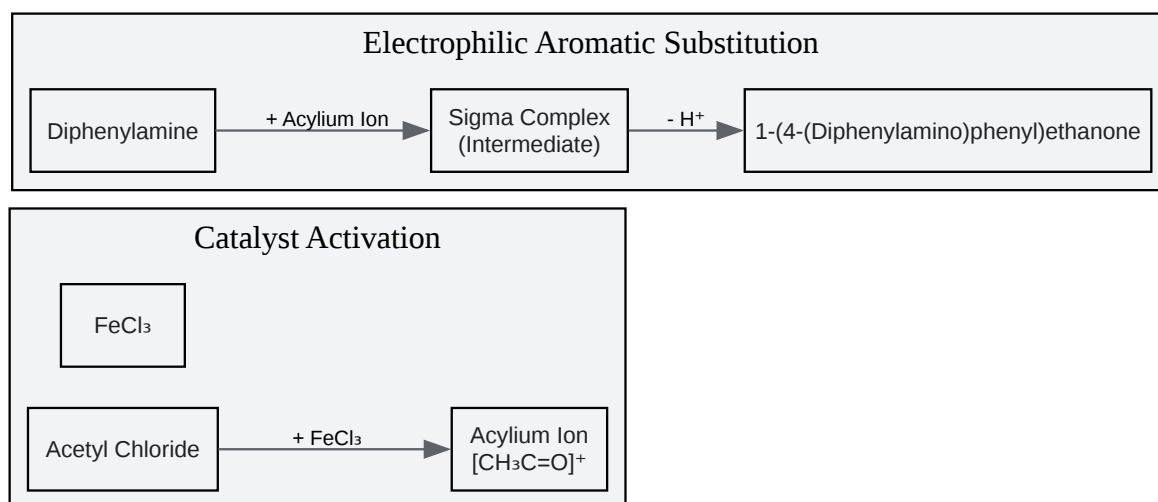 Electrophilic Aromatic Substitution
Diphenylamine
+ Acylium Ion
Sigma Complex
(Intermediate)
- H⁺
1-(4-(Diphenylamino)phenyl)ethanone
Catalyst Activation
FeCl₃
Acetyl Chloride
+ FeCl₃
Acylium Ion
[CH₃C=O]⁺